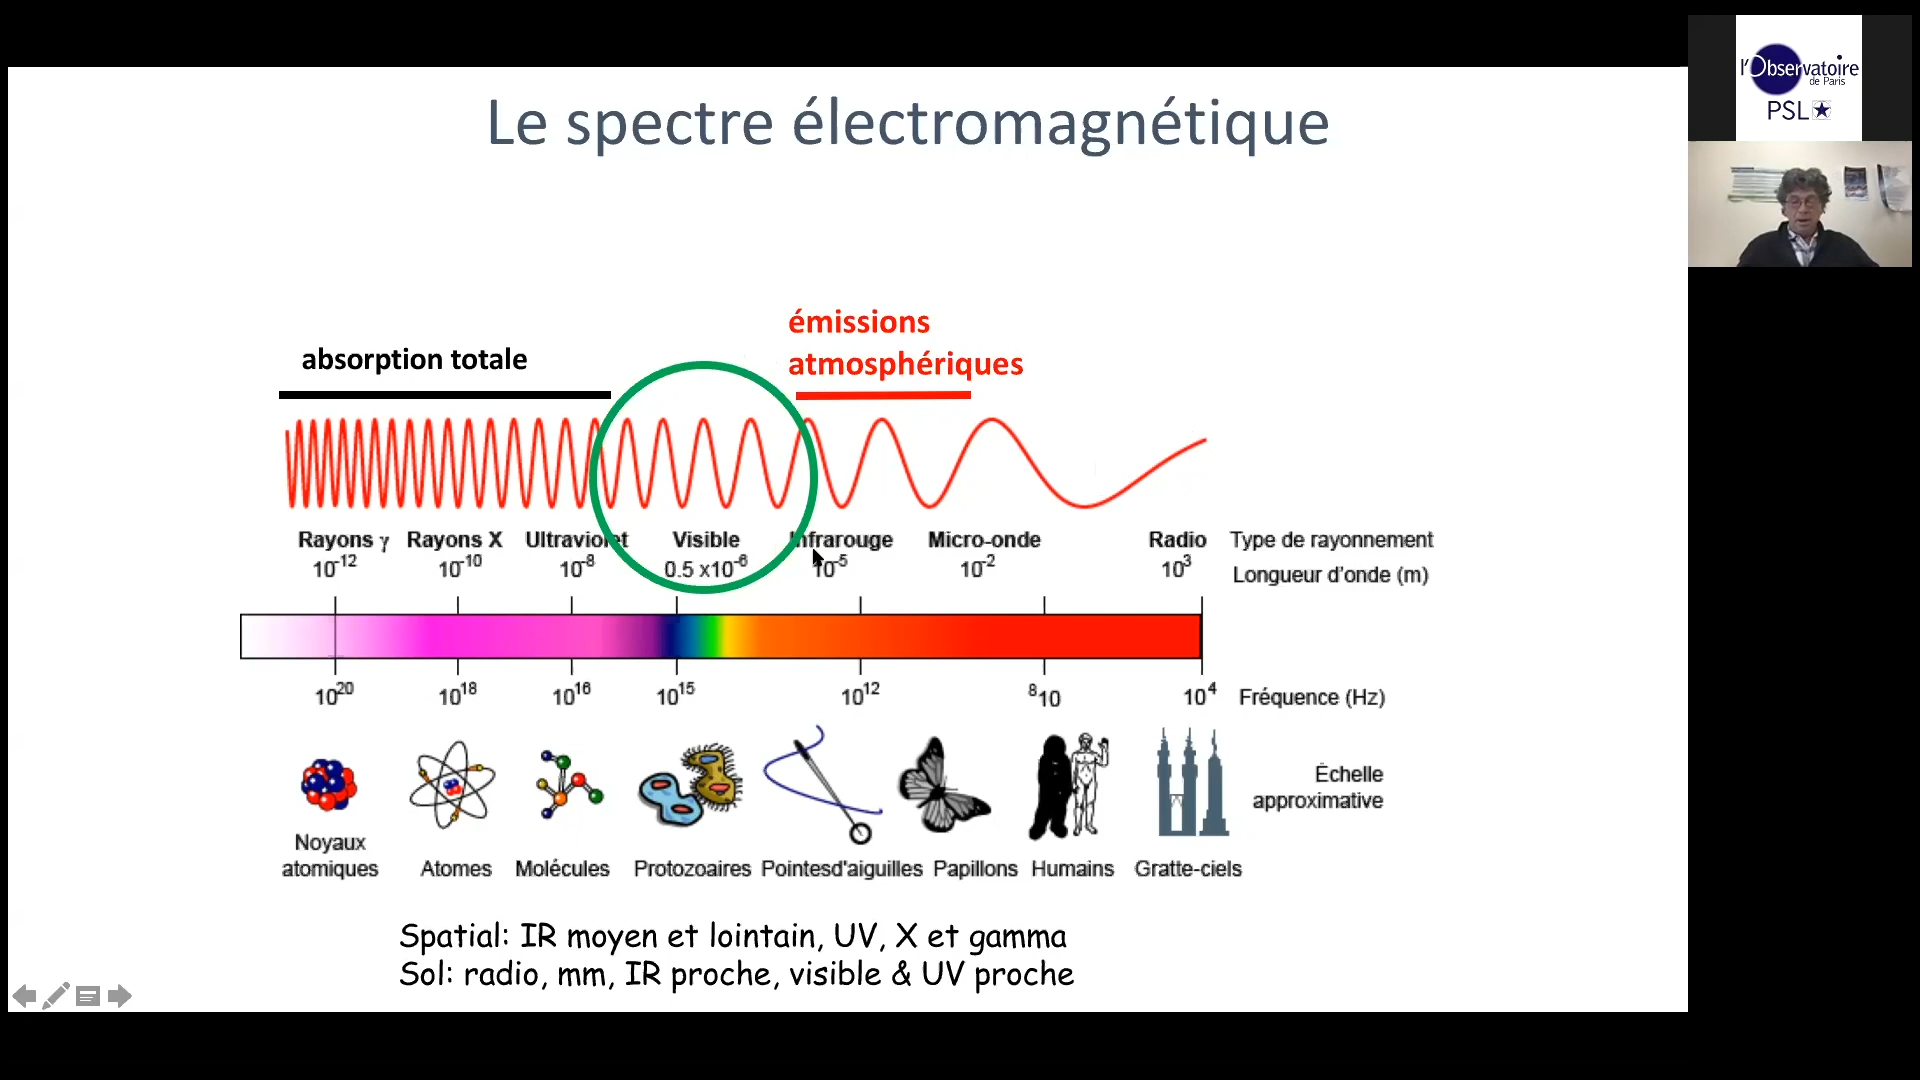 Le spectre électromagnétique
l'Observatoire
de Paris
PSL
émissions
atmosphériques
absorption totale
Rayons γ Rayons X Ultraviolet Visible Infrarouge Micro-onde Radio Type de rayonnement
10⁻¹² 10⁻¹⁰ 10⁻⁸ 0.5 x10⁻⁶ 10⁻⁵ 10⁻² 10³ Longueur d'onde (m)
10²⁰ 10¹⁸ 10¹⁶ 10¹⁵ 10¹² ⁸10 10⁴ Fréquence (Hz)
Échelle
approximative
Noyaux
atomiques Atomes Molécules Protozoaires Pointesd'aiguilles Papillons Humains Gratte-ciels
Spatial: IR moyen et lointain, UV, X et gamma
Sol: radio, mm, IR proche, visible & UV proche